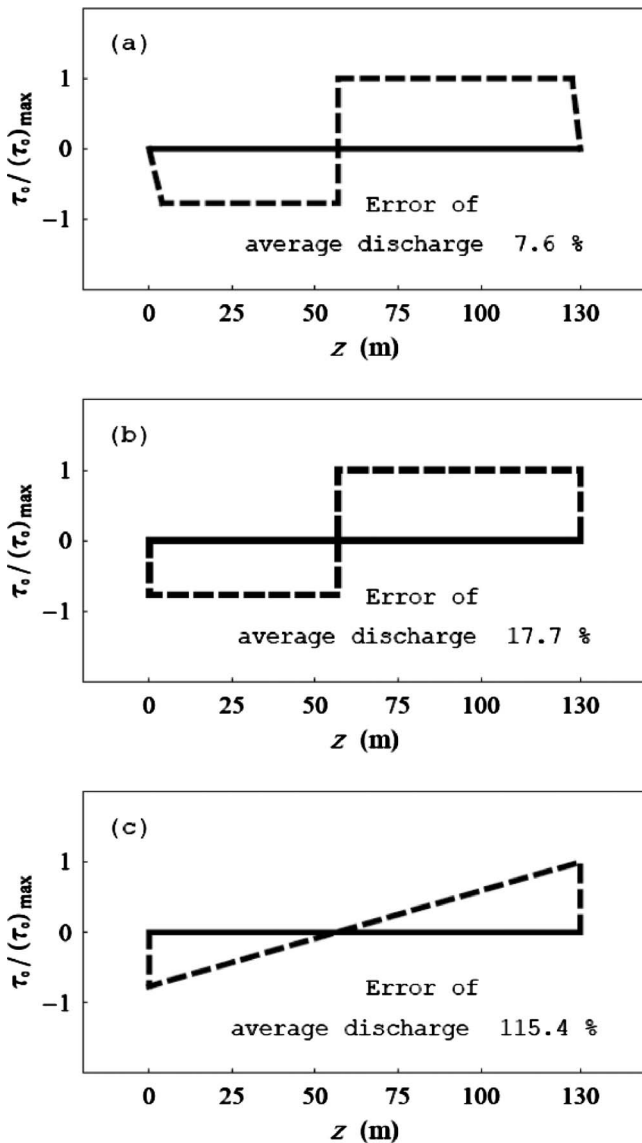 (a)
1
0
−1
τ₀/(τ₀)max
Error of
average discharge 7.6 %
0 25 50 75 100 130
z (m)
(b)
1
0
−1
τ₀/(τ₀)max
Error of
average discharge 17.7 %
0 25 50 75 100 130
z (m)
(c)
1
0
−1
τ₀/(τ₀)max
Error of
average discharge 115.4 %
0 25 50 75 100 130
z (m)